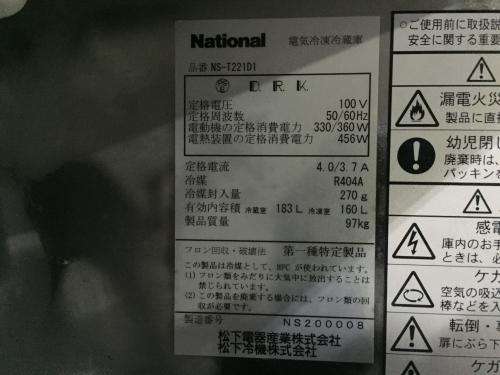 National 電気冷凍冷蔵庫
品番 NS-T221D1
D.R.K.
定格電圧 100V
定格周波数 50/60Hz
電動機の定格消費電力 330/360W
電熱装置の定格消費電力 456W
定格電流 4.0/3.7A
冷媒 R404A
冷媒封入量 270g
有効内容積 冷蔵室 183L 冷凍室 160L
製品質量 97kg
フロン回収・破壊法 第一種特定製品
この製品は冷媒として、HFCが使われています。
(1) フロン類をみだりに大気中に放出することは
禁じられています。
(2) この製品を廃棄する場合には、フロン類の回
収が必要です。
製造番号 NS200008
松下電器産業株式会社
松下冷機株式会社
○ご使用前に取扱説
安全に関する重要
漏電火災
製品に直接
幼児閉じ
廃棄時は、
パッキンを
感電
庫内のお手
ときは、必
ケガ
空気の吸込
棒などを入
転倒・
扉にぶら下
ケガ